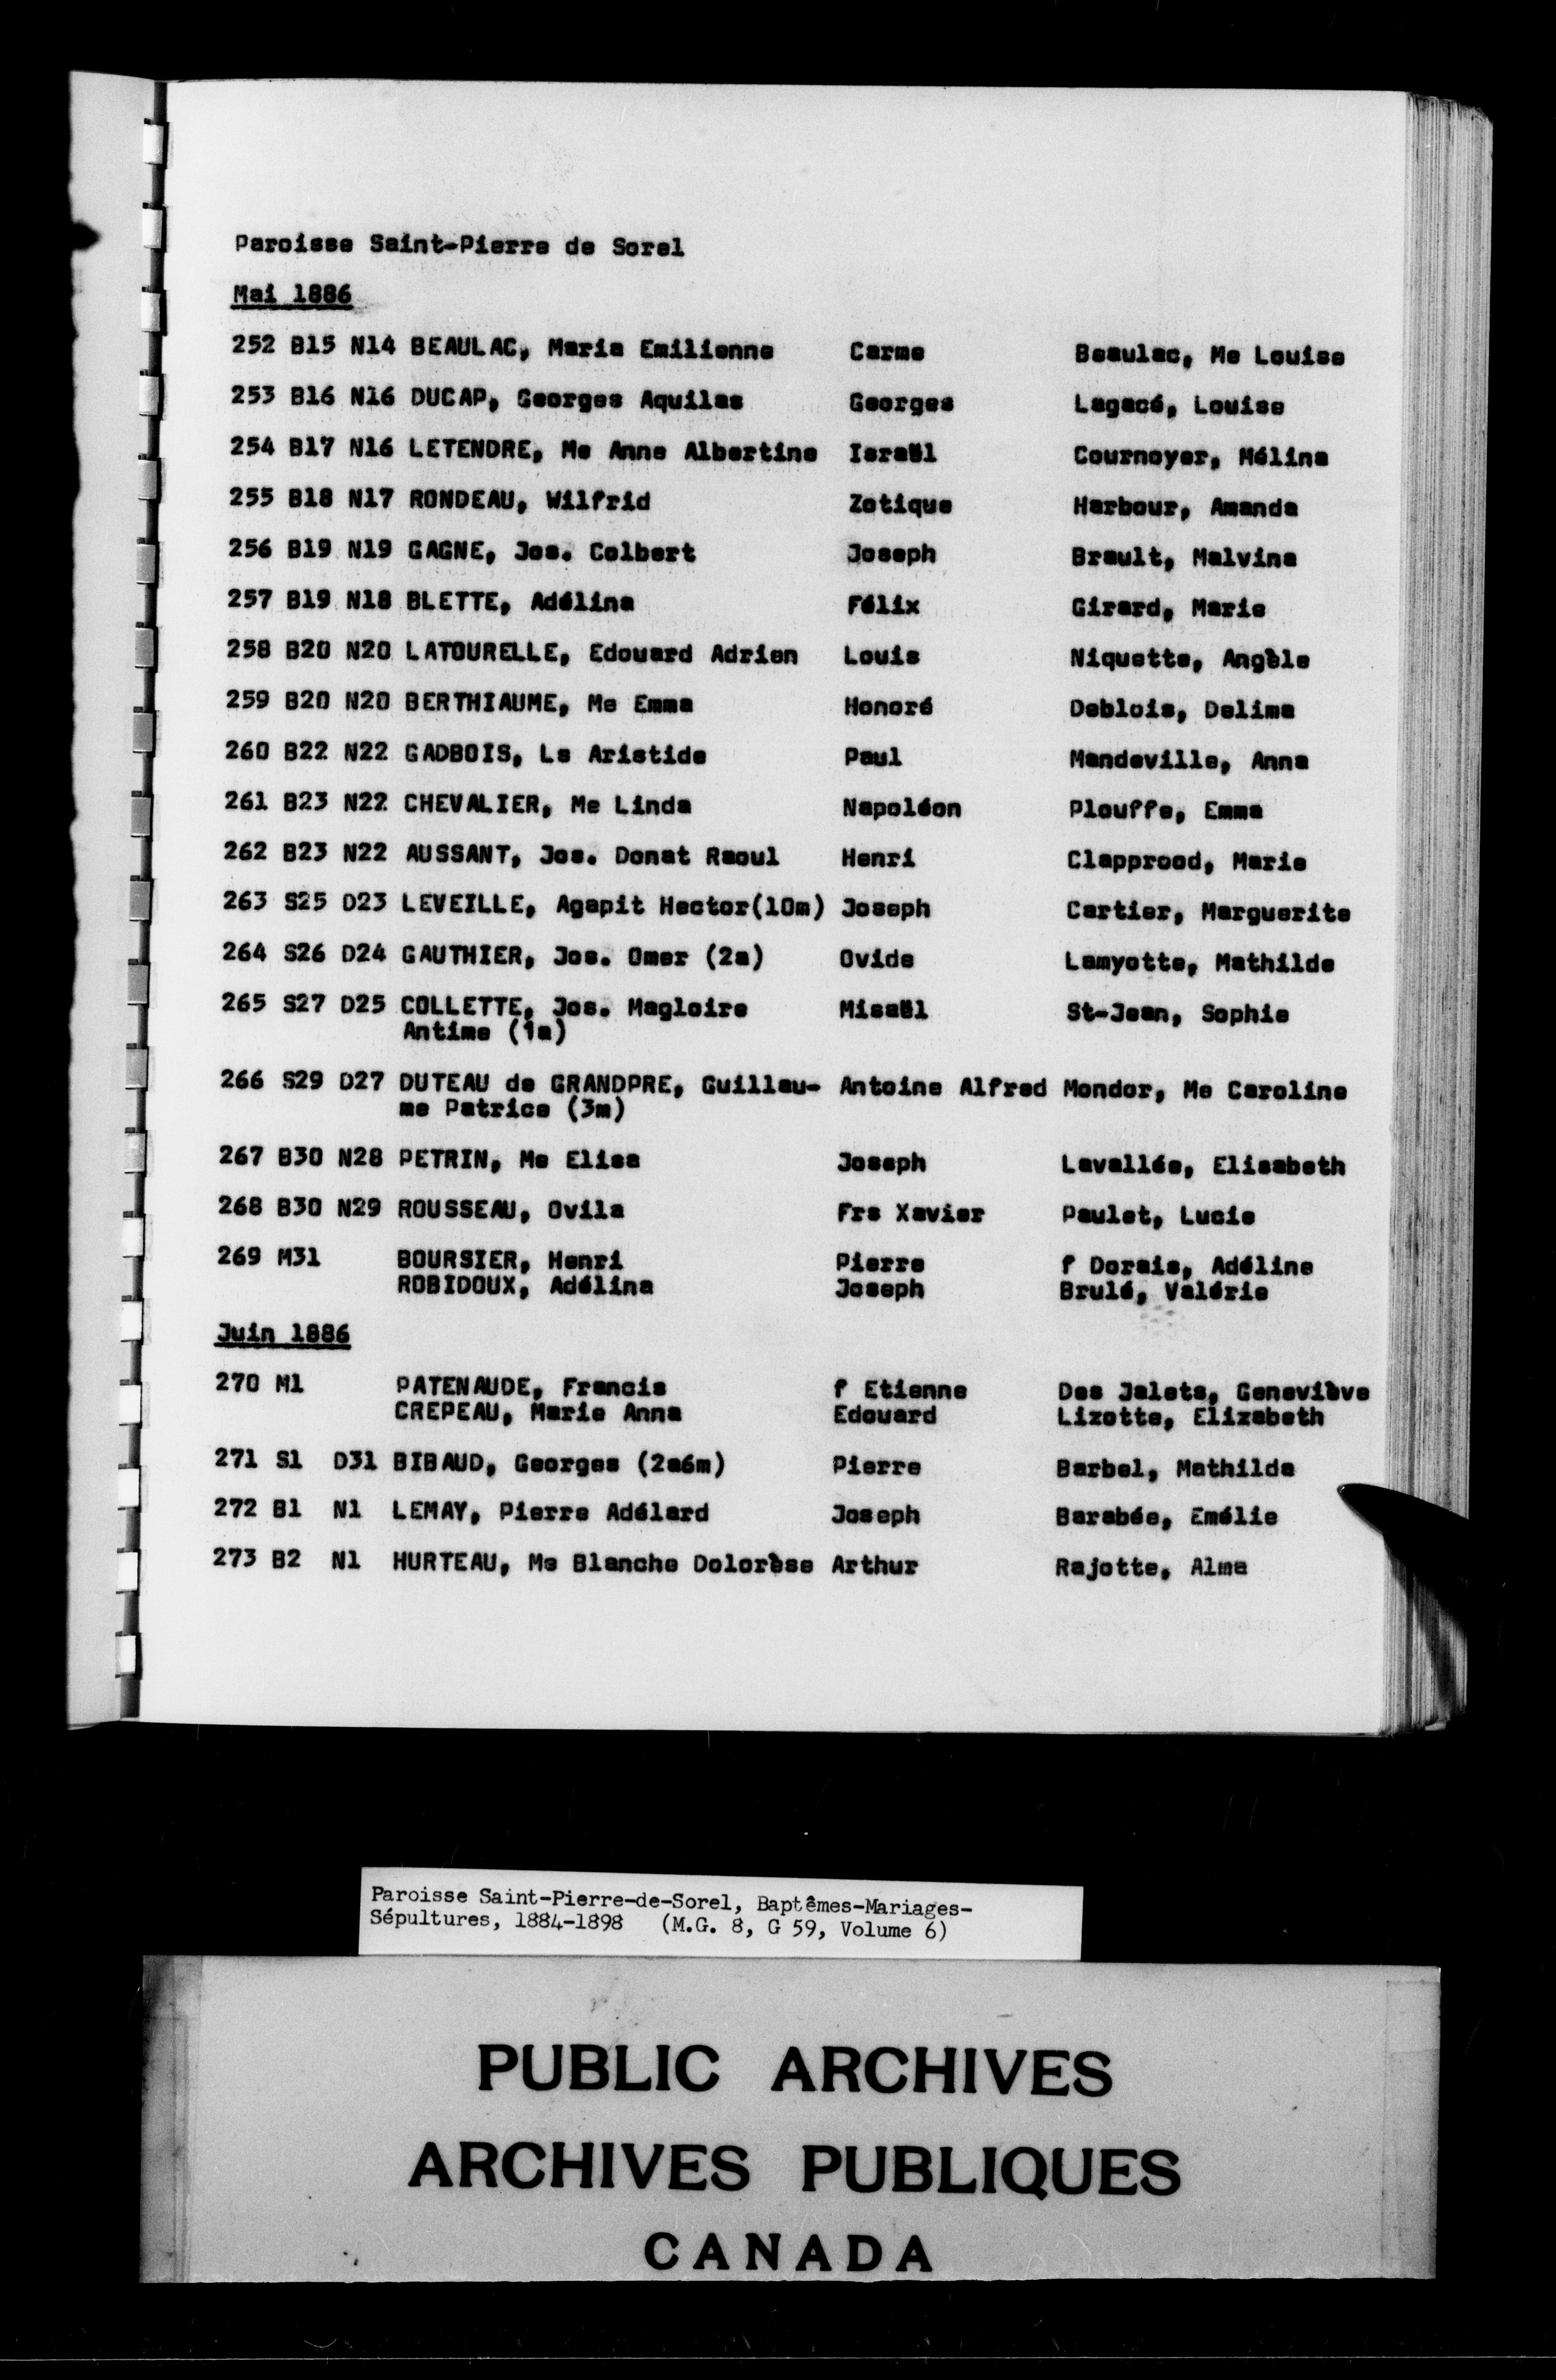 Paroisse Saint-Pierre de Sorel
Mai 1886
252 B15 N14 BEAULAC, Marie Emilienne Carme Beaulac, Me Louise
253 B16 N16 DUCAP, Georges Aquilas Georges Lagacé, Louise
254 B17 N16 LETENDRE, Me Anne Albertine Israël Cournoyer, Mélina
255 B18 N17 RONDEAU, Wilfrid Zotique Harbour, Amanda
256 B19 N19 GAGNE, Jos. Colbert Joseph Brault, Malvina
257 B19 N18 BLETTE, Adélina Félix Girard, Marie
258 B20 N20 LATOURELLE, Edouard Adrien Louis Niquette, Angèle
259 B20 N20 BERTHIAUME, Me Emma Honoré Deblois, Delima
260 B22 N22 GADBOIS, Ls Aristide Paul Mandeville, Anna
261 B23 N22 CHEVALIER, Me Linda Napoléon Plouffe, Emma
262 B23 N22 AUSSANT, Jos. Donat Raoul Henri Clapprood, Marie
263 S25 D23 LEVEILLE, Agapit Hector(10m) Joseph Cartier, Marguerite
264 S26 D24 GAUTHIER, Jos. Omer (2a) Ovide Lamyotte, Mathilde
265 S27 D25 COLLETTE, Jos. Magloire Misaël St-Jean, Sophie
Antime (1a)
266 S29 D27 DUTEAU de GRANDPRE, Guillau- Antoine Alfred Mondor, Me Caroline
me Patrice (3m)
267 B30 N28 PETRIN, Me Elisa Joseph Lavallée, Elisabeth
268 B30 N29 ROUSSEAU, Ovila Frs Xavier Paulet, Lucie
269 M31 BOURSIER, Henri Pierre f Dorais, Adéline
ROBIDOUX, Adélina Joseph Brulé, Valérie
Juin 1886
270 M1 PATENAUDE, Francis f Etienne Des Jalets, Geneviève
CREPEAU, Marie Anna Edouard Lizotte, Elizabeth
271 S1 D31 BIBAUD, Georges (2a6m) Pierre Barbel, Mathilde
272 B1 N1 LEMAY, Pierre Adélard Joseph Barabée, Emélie
273 B2 N1 HURTEAU, Me Blanche Dolorèse Arthur Rajotte, Alma
Paroisse Saint-Pierre-de-Sorel, Baptêmes-Mariages-
Sépultures, 1884-1898 (M.G. 8, G 59, Volume 6)
PUBLIC ARCHIVES
ARCHIVES PUBLIQUES
CANADA